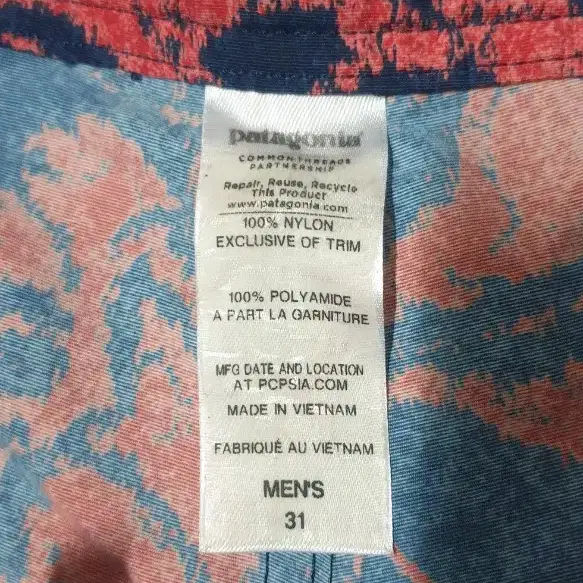 patagonia
COMMON THREADS
PARTNERSHIP
Repair, Reuse, Recycle
This Product
www.patagonia.com
100% NYLON
EXCLUSIVE OF TRIM
100% POLYAMIDE
A PART LA GARNITURE
MFG DATE AND LOCATION
AT PCPSIA.COM
MADE IN VIETNAM
FABRIQUÉ AU VIETNAM
MEN'S
31